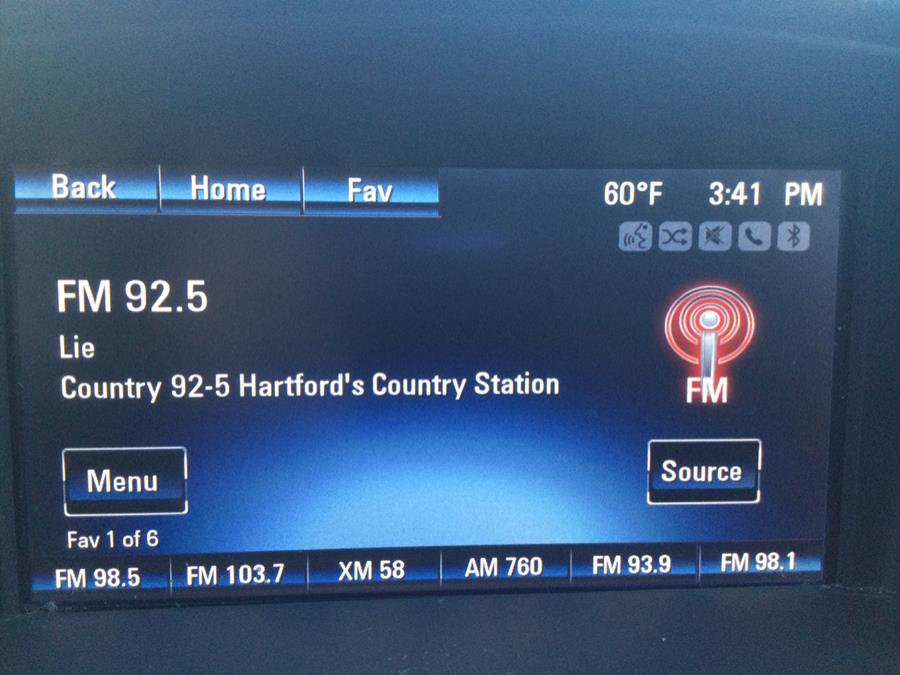 Back Home Fav 60°F 3:41 PM
FM 92.5
Lie
Country 92-5 Hartford's Country Station
FM
Menu Source
Fav 1 of 6
FM 98.5 FM 103.7 XM 58 AM 760 FM 93.9 FM 98.1